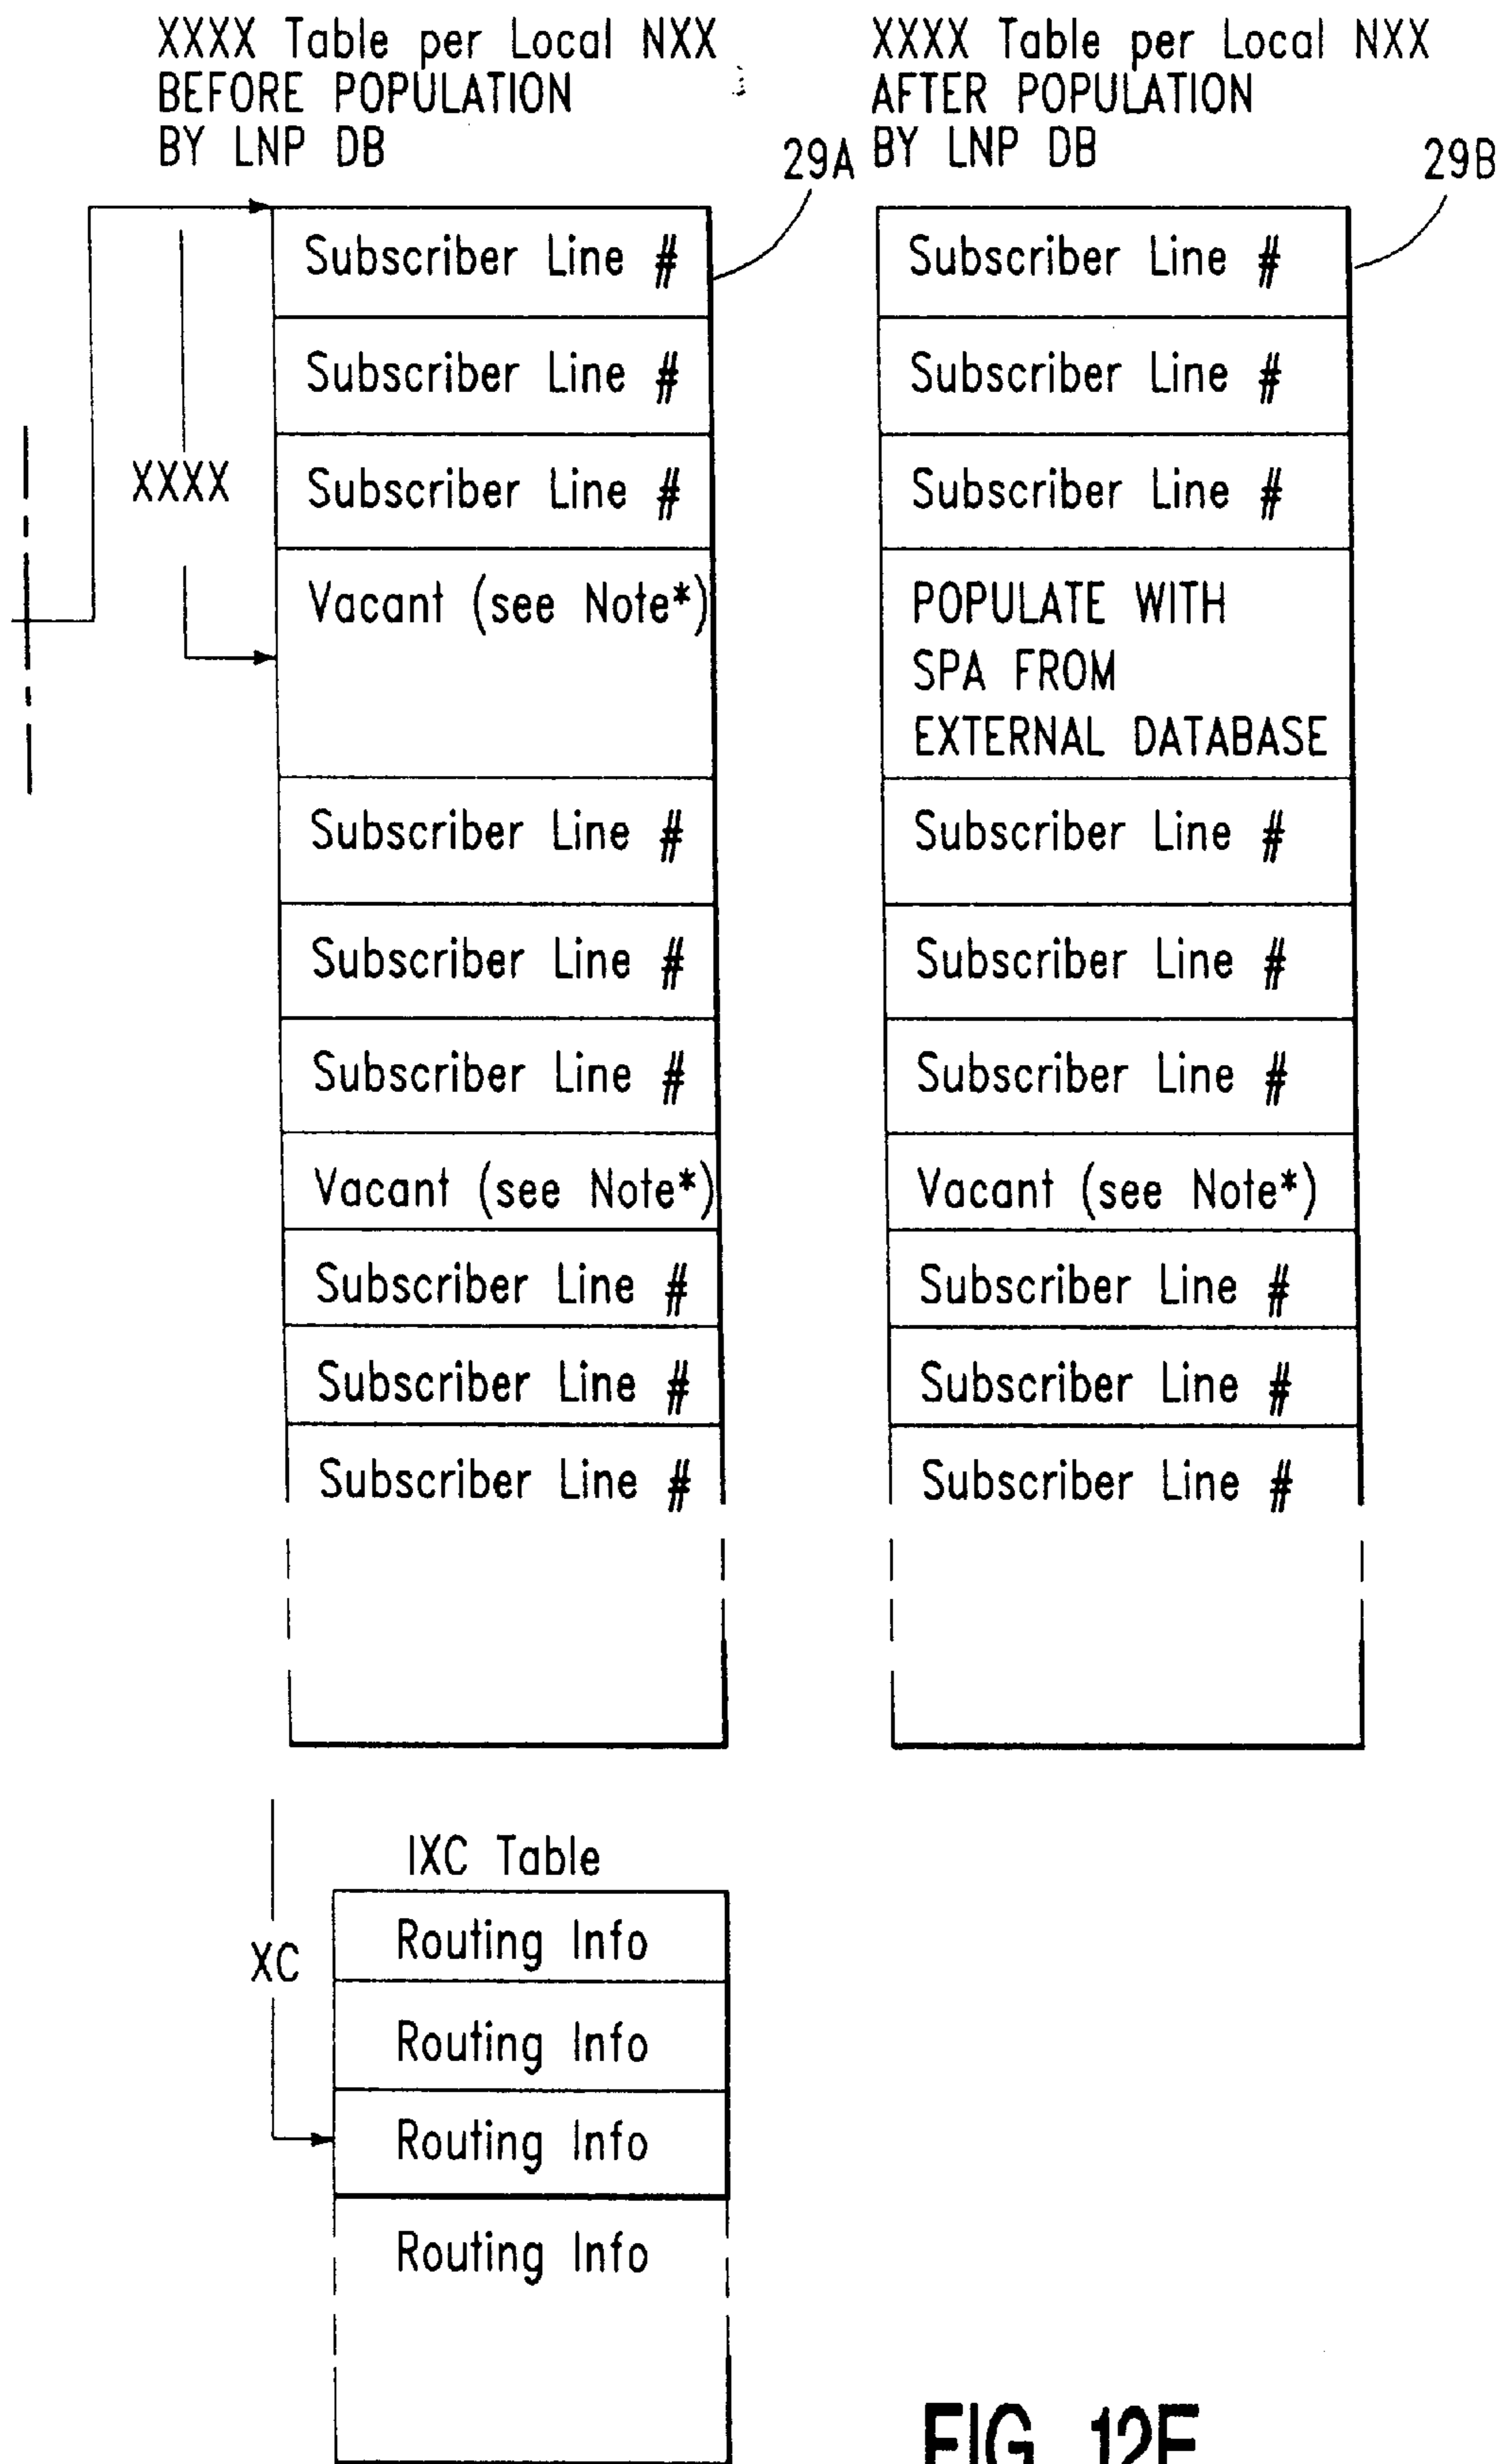 XXXX Table per Local NXX
BEFORE POPULATION
BY LNP DB
29A
XXXX Table per Local NXX
AFTER POPULATION
BY LNP DB
29B
XXXX
Subscriber Line #
Subscriber Line #
Subscriber Line #
Vacant (see Note*)
Subscriber Line #
Subscriber Line #
Subscriber Line #
Vacant (see Note*)
Subscriber Line #
Subscriber Line #
Subscriber Line #
Subscriber Line #
Subscriber Line #
Subscriber Line #
POPULATE WITH
SPA FROM
EXTERNAL DATABASE
Subscriber Line #
Subscriber Line #
Subscriber Line #
Vacant (see Note*)
Subscriber Line #
Subscriber Line #
Subscriber Line #
IXC Table
XC
Routing Info
Routing Info
Routing Info
Routing Info